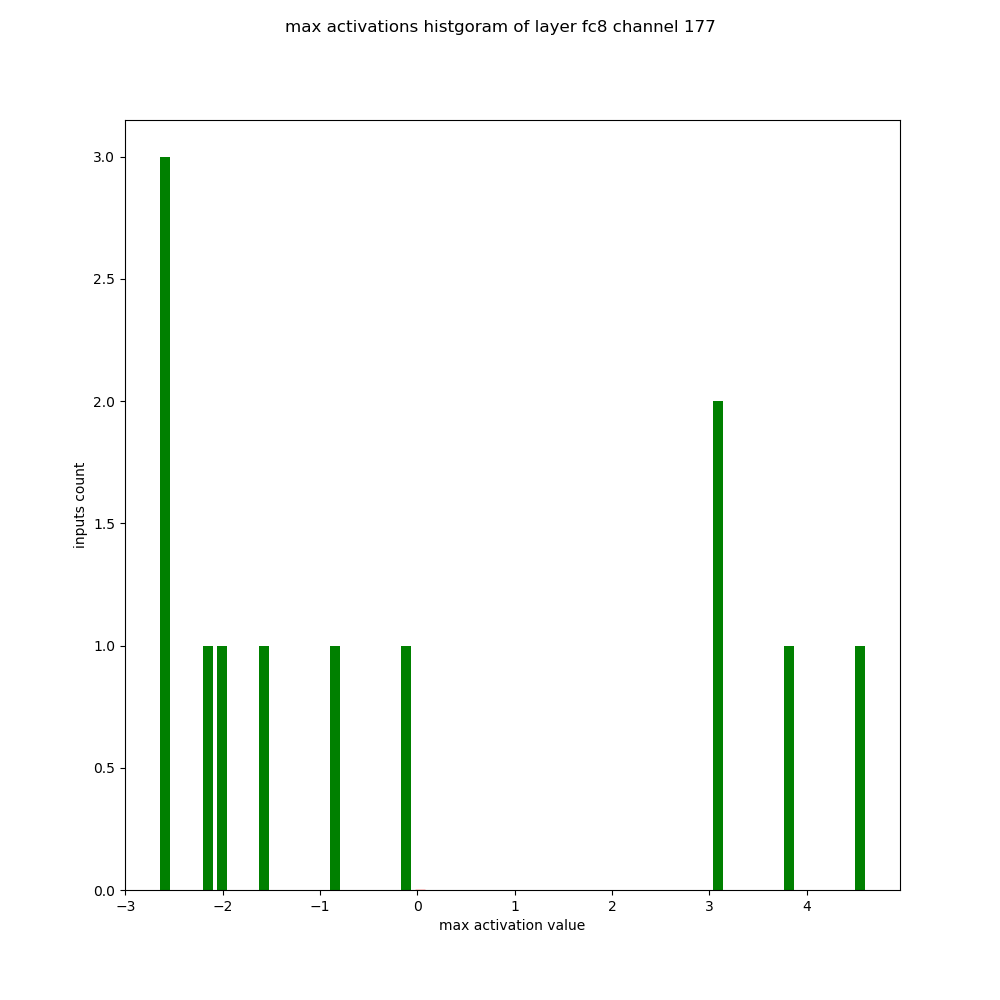 max activations histgoram of layer fc8 channel 177
3.0
2.5
2.0
1.5
1.0
0.5
0.0
inputs count
−3 −2 −1 0 1 2 3 4
max activation value